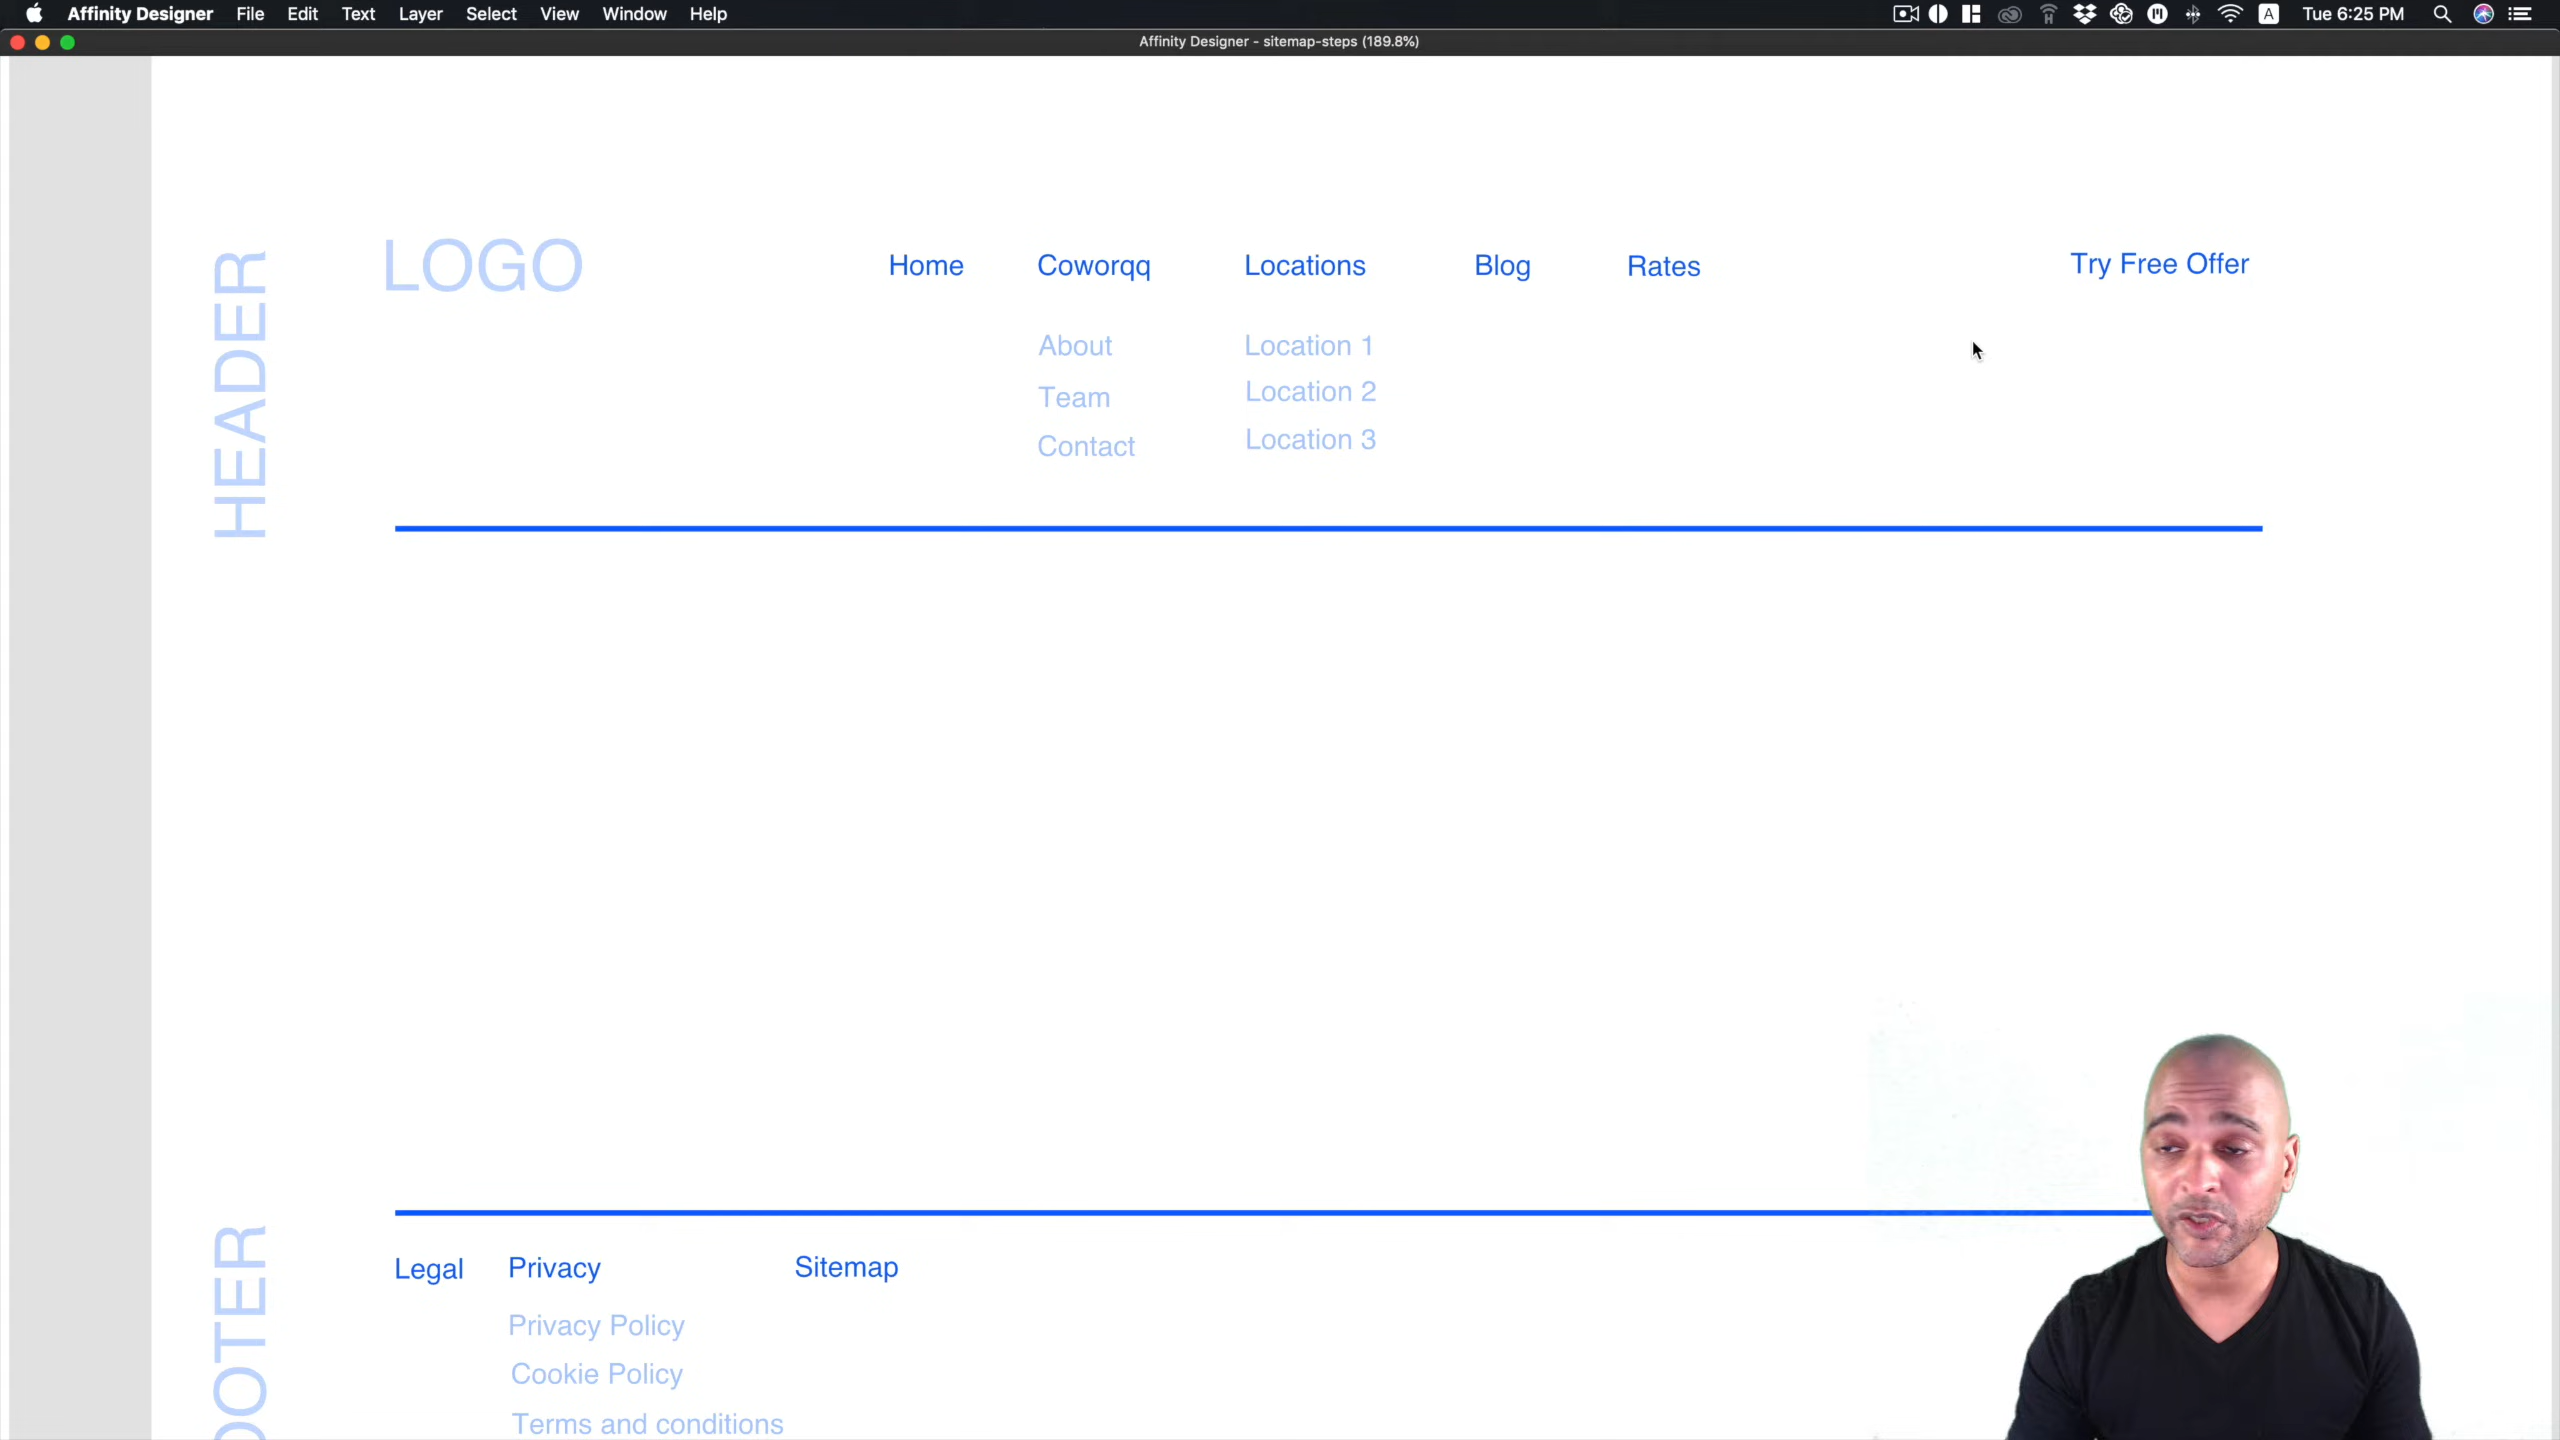 Affinity Designer File Edit Text Layer Select View Window Help Tue 6:25 PM
Affinity Designer - sitemap-steps (189.8%)
HEADER
LOGO
Home Coworqq Locations Blog Rates Try Free Offer
About Location 1
Team Location 2
Contact Location 3
Legal Privacy Sitemap
Privacy Policy
Cookie Policy
Terms and conditions